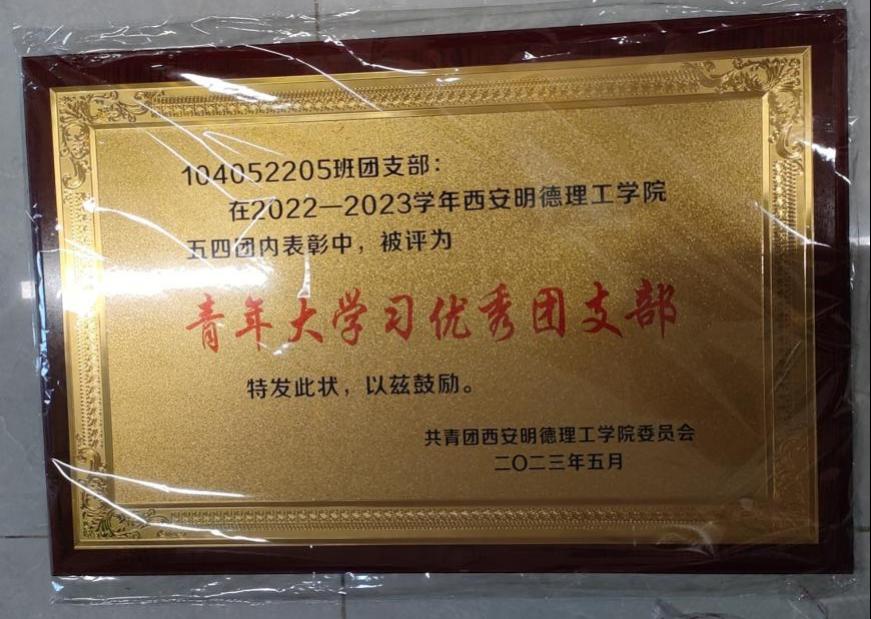 104052205班团支部：
在2022—2023学年西安明德理工学院
五四团内表彰中，被评为
青年大学习优秀团支部
特发此状，以兹鼓励。
共青团西安明德理工学院委员会
二〇二三年五月